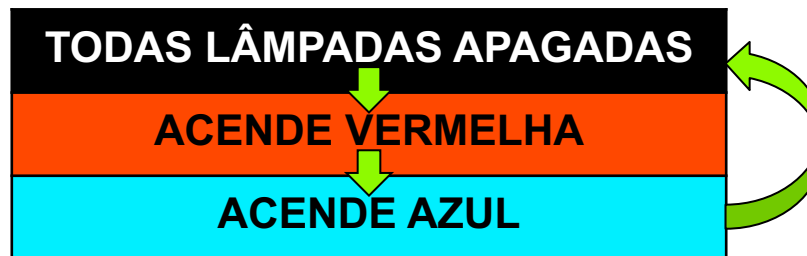 TODAS LÂMPADAS APAGADAS
ACENDE VERMELHA
ACENDE AZUL